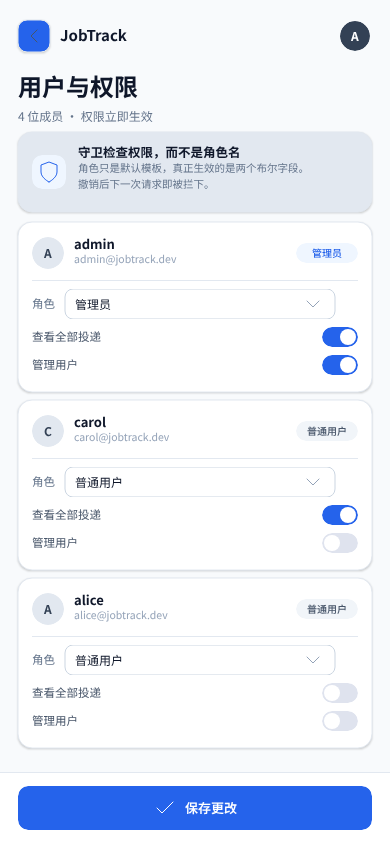 JobTrack
A
用户与权限
4 位成员 • 权限立即生效
守卫检查权限，而不是角色名
角色只是默认模板，真正生效的是两个布尔字段。
撤销后下一次请求即被拦下。
A
admin
admin@jobtrack.dev
管理员
角色
管理员
查看全部投递
管理用户
C
carol
carol@jobtrack.dev
普通用户
角色
普通用户
查看全部投递
管理用户
A
alice
alice@jobtrack.dev
普通用户
角色
普通用户
查看全部投递
管理用户
保存更改